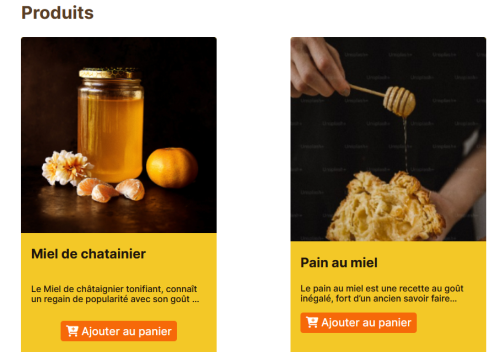 Produits
Miel de chatainier
Le Miel de châtaignier tonifiant, connaît
un regain de popularité avec son goût ...
Ajouter au panier
Pain au miel
Le pain au miel est une recette au goût
inégalé, fort d'un ancien savoir faire...
Ajouter au panier